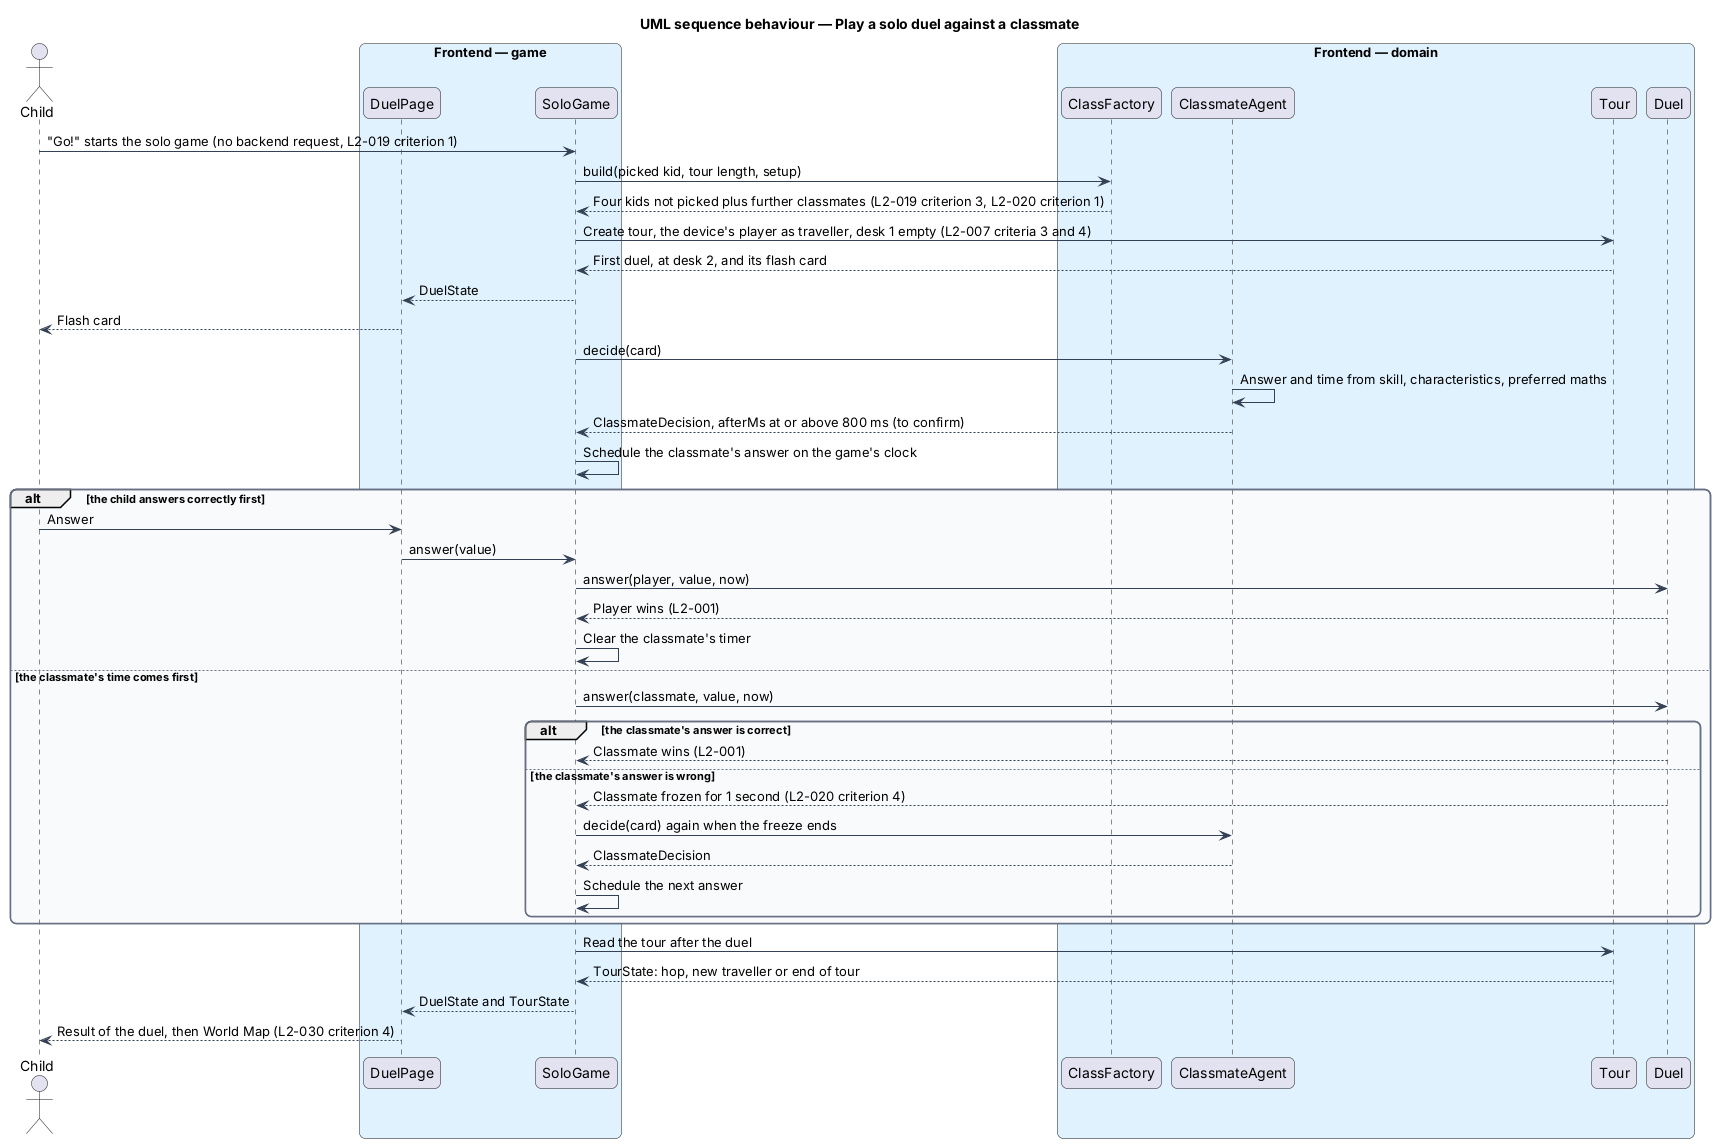 UML sequence behaviour — Play a solo duel against a classmate
Frontend — game
Frontend — domain
Child
DuelPage
SoloGame
ClassFactory
ClassmateAgent
Tour
Duel
"Go!" starts the solo game (no backend request, L2-019 criterion 1)
build(picked kid, tour length, setup)
Four kids not picked plus further classmates (L2-019 criterion 3, L2-020 criterion 1)
Create tour, the device's player as traveller, desk 1 empty (L2-007 criteria 3 and 4)
First duel, at desk 2, and its flash card
DuelState
Flash card
decide(card)
Answer and time from skill, characteristics, preferred maths
ClassmateDecision, afterMs at or above 800 ms (to confirm)
Schedule the classmate's answer on the game's clock
alt
[the child answers correctly first]
Answer
answer(value)
answer(player, value, now)
Player wins (L2-001)
Clear the classmate's timer
[the classmate's time comes first]
answer(classmate, value, now)
alt
[the classmate's answer is correct]
Classmate wins (L2-001)
[the classmate's answer is wrong]
Classmate frozen for 1 second (L2-020 criterion 4)
decide(card) again when the freeze ends
ClassmateDecision
Schedule the next answer
Read the tour after the duel
TourState: hop, new traveller or end of tour
DuelState and TourState
Result of the duel, then World Map (L2-030 criterion 4)
Child
DuelPage
SoloGame
ClassFactory
ClassmateAgent
Tour
Duel